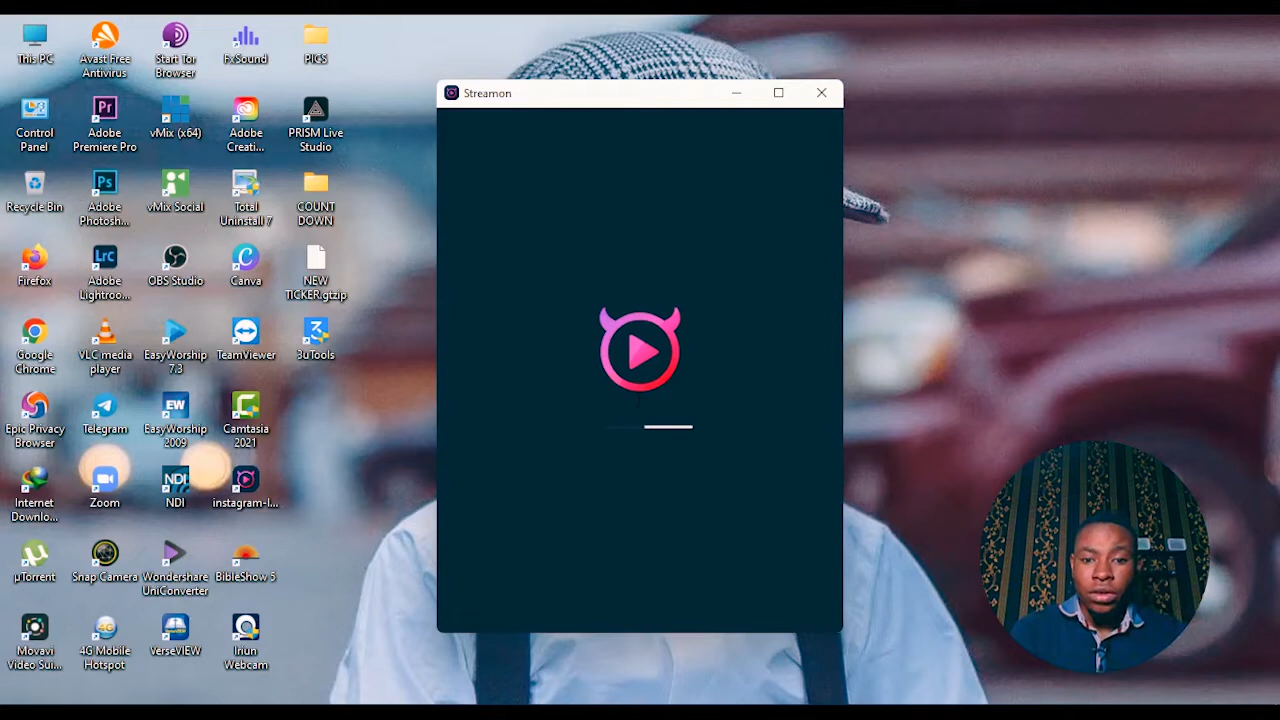 Streamon
This PC
Avast Free
Antivirus
Start Tor
Browser
FxSound
PICS
Control
Panel
Adobe
Premiere Pro
vMix (x64)
Adobe
Creati...
PRISM Live
Studio
Recycle Bin
Adobe
Photosh...
vMix Social
Total
Uninstall 7
COUNT
DOWN
Firefox
Adobe
Lightroo...
OBS Studio
Canva
NEW
TICKER.gtzip
Google
Chrome
VLC media
player
EasyWorship
7.3
TeamViewer
3uTools
Epic Privacy
Browser
Telegram
EasyWorship
2009
Camtasia
2021
Internet
Downlo...
Zoom
NDI
instagram-l...
µTorrent
Snap Camera
Wondershare
UniConverter
BibleShow 5
Movavi
Video Sui...
4G Mobile
Hotspot
VerseVIEW
Iriun
Webcam